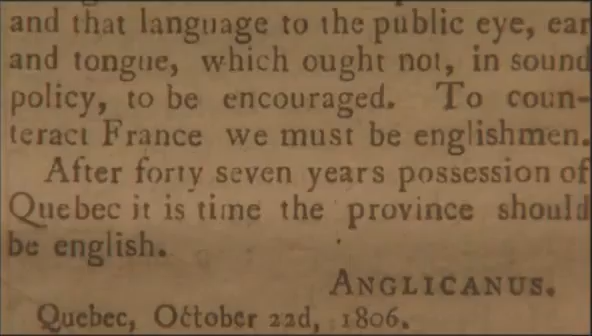 and that language to the public eye, ear
and tongue, which ought not, in sound
policy, to be encouraged. To coun-
teract France we must be englishmen.
After forty seven years possession of
Quebec it is time the province should
be english.
ANGLICANUS.
Quebec, October 22d, 1806.